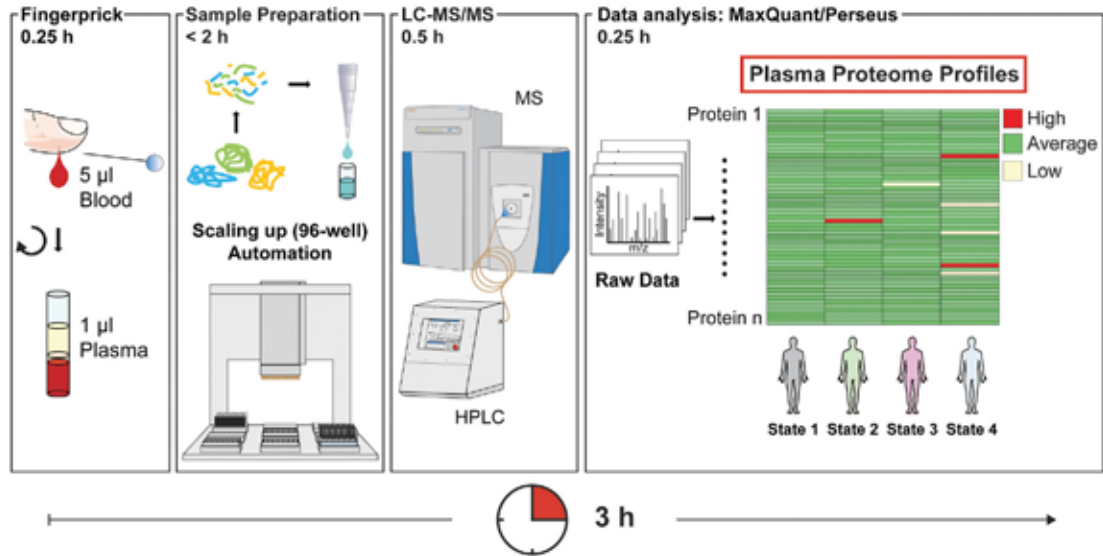 Fingerprick
0.25 h
5 µl
Blood
1 µl
Plasma
Sample Preparation
< 2 h
Scaling up (96-well)
Automation
LC-MS/MS
0.5 h
MS
HPLC
Data analysis: MaxQuant/Perseus
0.25 h
Intensity
m/z
Raw Data
Plasma Proteome Profiles
Protein 1
Protein n
High
Average
Low
State 1 State 2 State 3 State 4
3 h